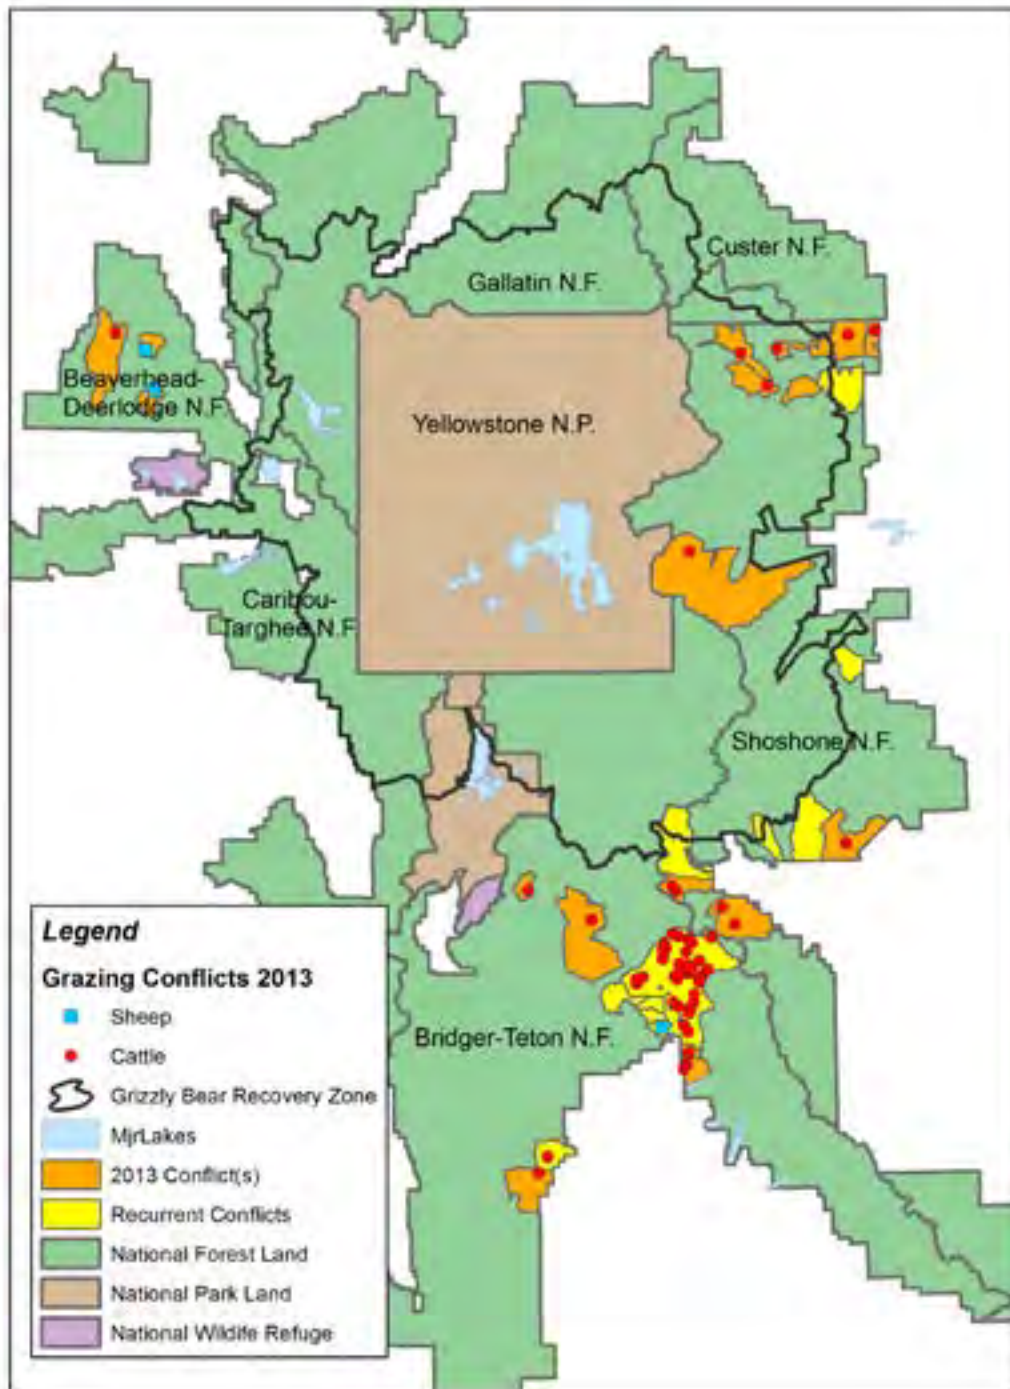 Custer N.F.
Gallatin N.F.
Beaverhead-
Deerlodge N.F.
Yellowstone N.P.
Caribou-
Targhee N.F
Shoshone N.F.
Bridger-Teton N.F.
Legend
Grazing Conflicts 2013
Sheep
Cattle
Grizzly Bear Recovery Zone
MjrLakes
2013 Conflict(s)
Recurrent Conflicts
National Forest Land
National Park Land
National Wildife Refuge